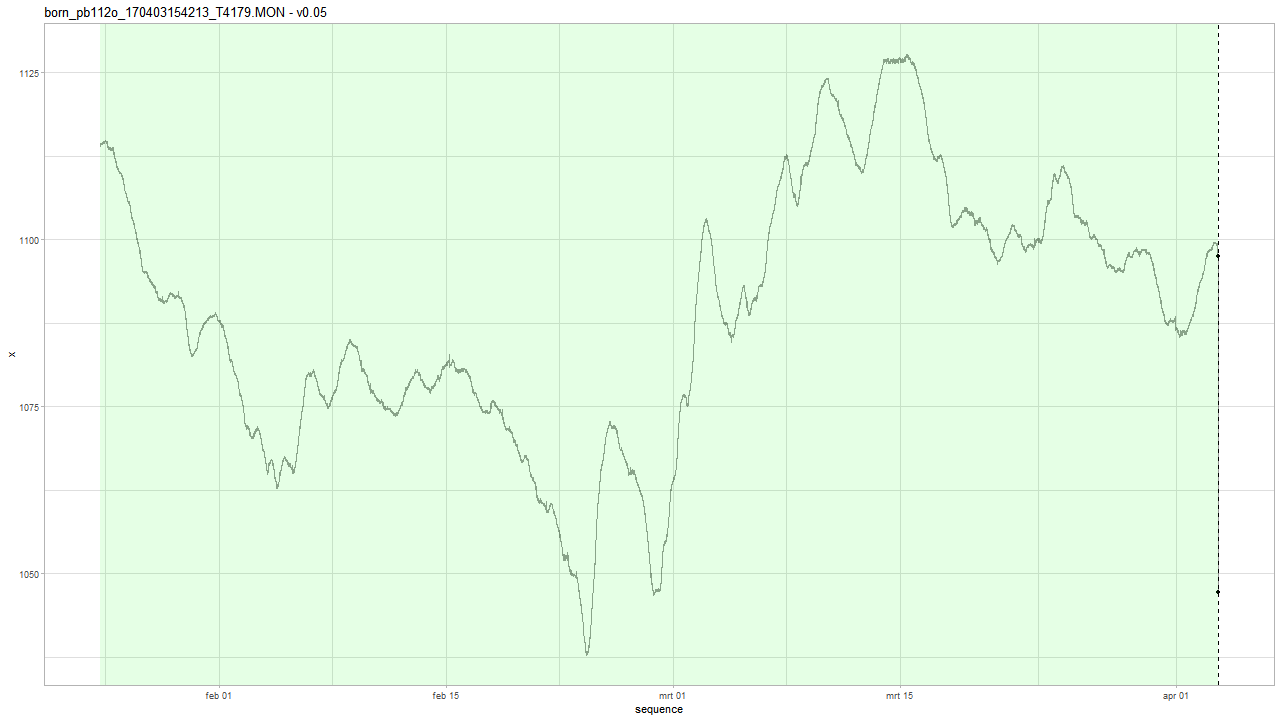 born_pb112o_170403154213_T4179.MON - v0.05
1125
1100
1075
1050
x
feb 01
feb 15
mrt 01
mrt 15
apr 01
sequence